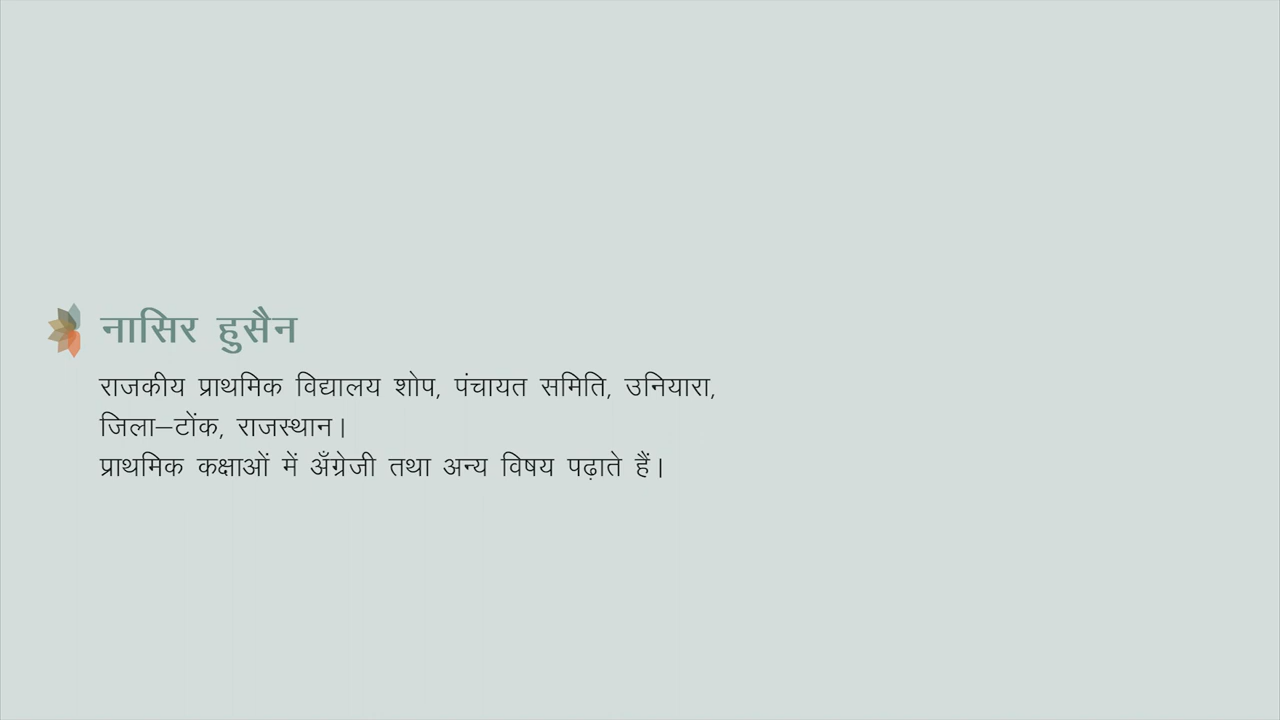 नासिर हुसैन
राजकीय प्राथमिक विद्यालय शोप, पंचायत समिति, उनियारा,
जिला–टोंक, राजस्थान।
प्राथमिक कक्षाओं में अँग्रेजी तथा अन्य विषय पढ़ाते हैं।